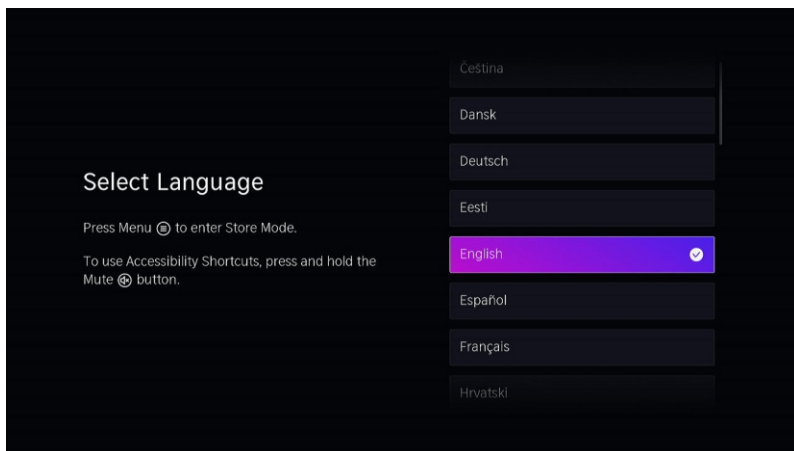 Select Language
Press Menu to enter Store Mode.
To use Accessibility Shortcuts, press and hold the
Mute button.
Čeština
Dansk
Deutsch
Eesti
English
Español
Français
Hrvatski